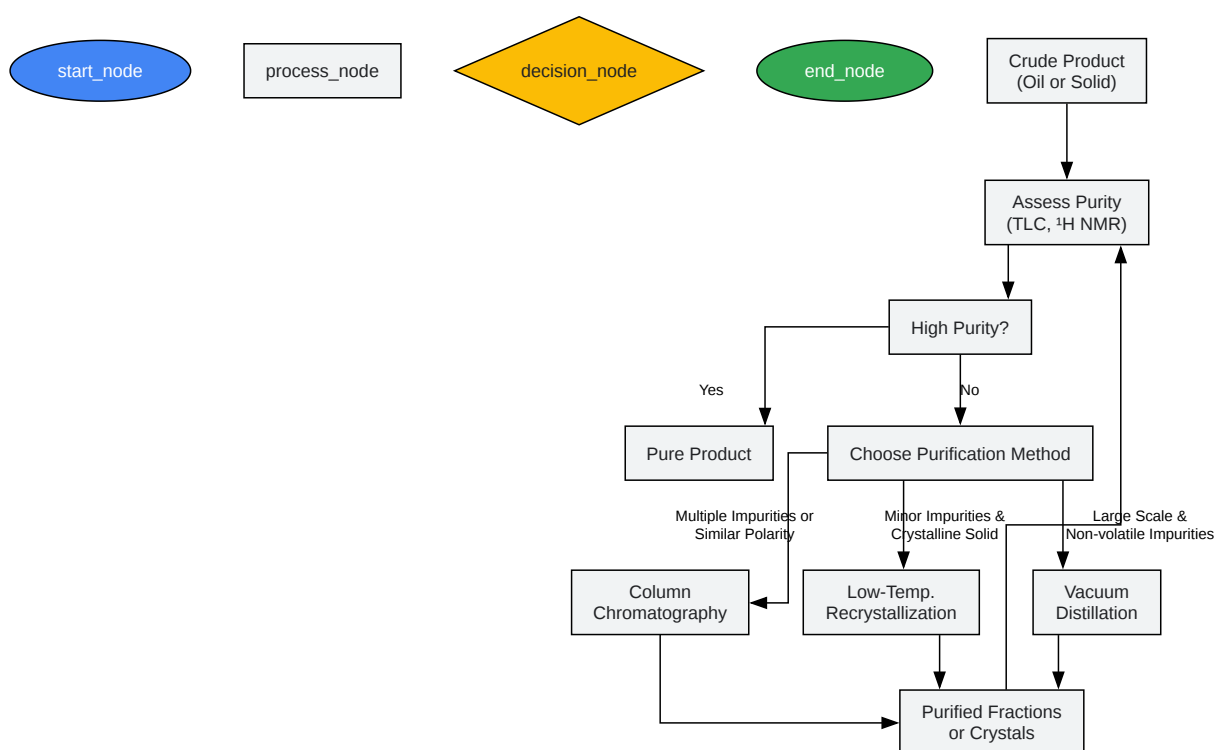 start_node
process_node
decision_node
end_node
Crude Product
(Oil or Solid)
Assess Purity
(TLC, ¹H NMR)
High Purity?
Yes
No
Pure Product
Choose Purification Method
Multiple Impurities or
Similar Polarity
Minor Impurities &
Crystalline Solid
Large Scale &
Non-volatile Impurities
Column
Chromatography
Low-Temp.
Recrystallization
Vacuum
Distillation
Purified Fractions
or Crystals